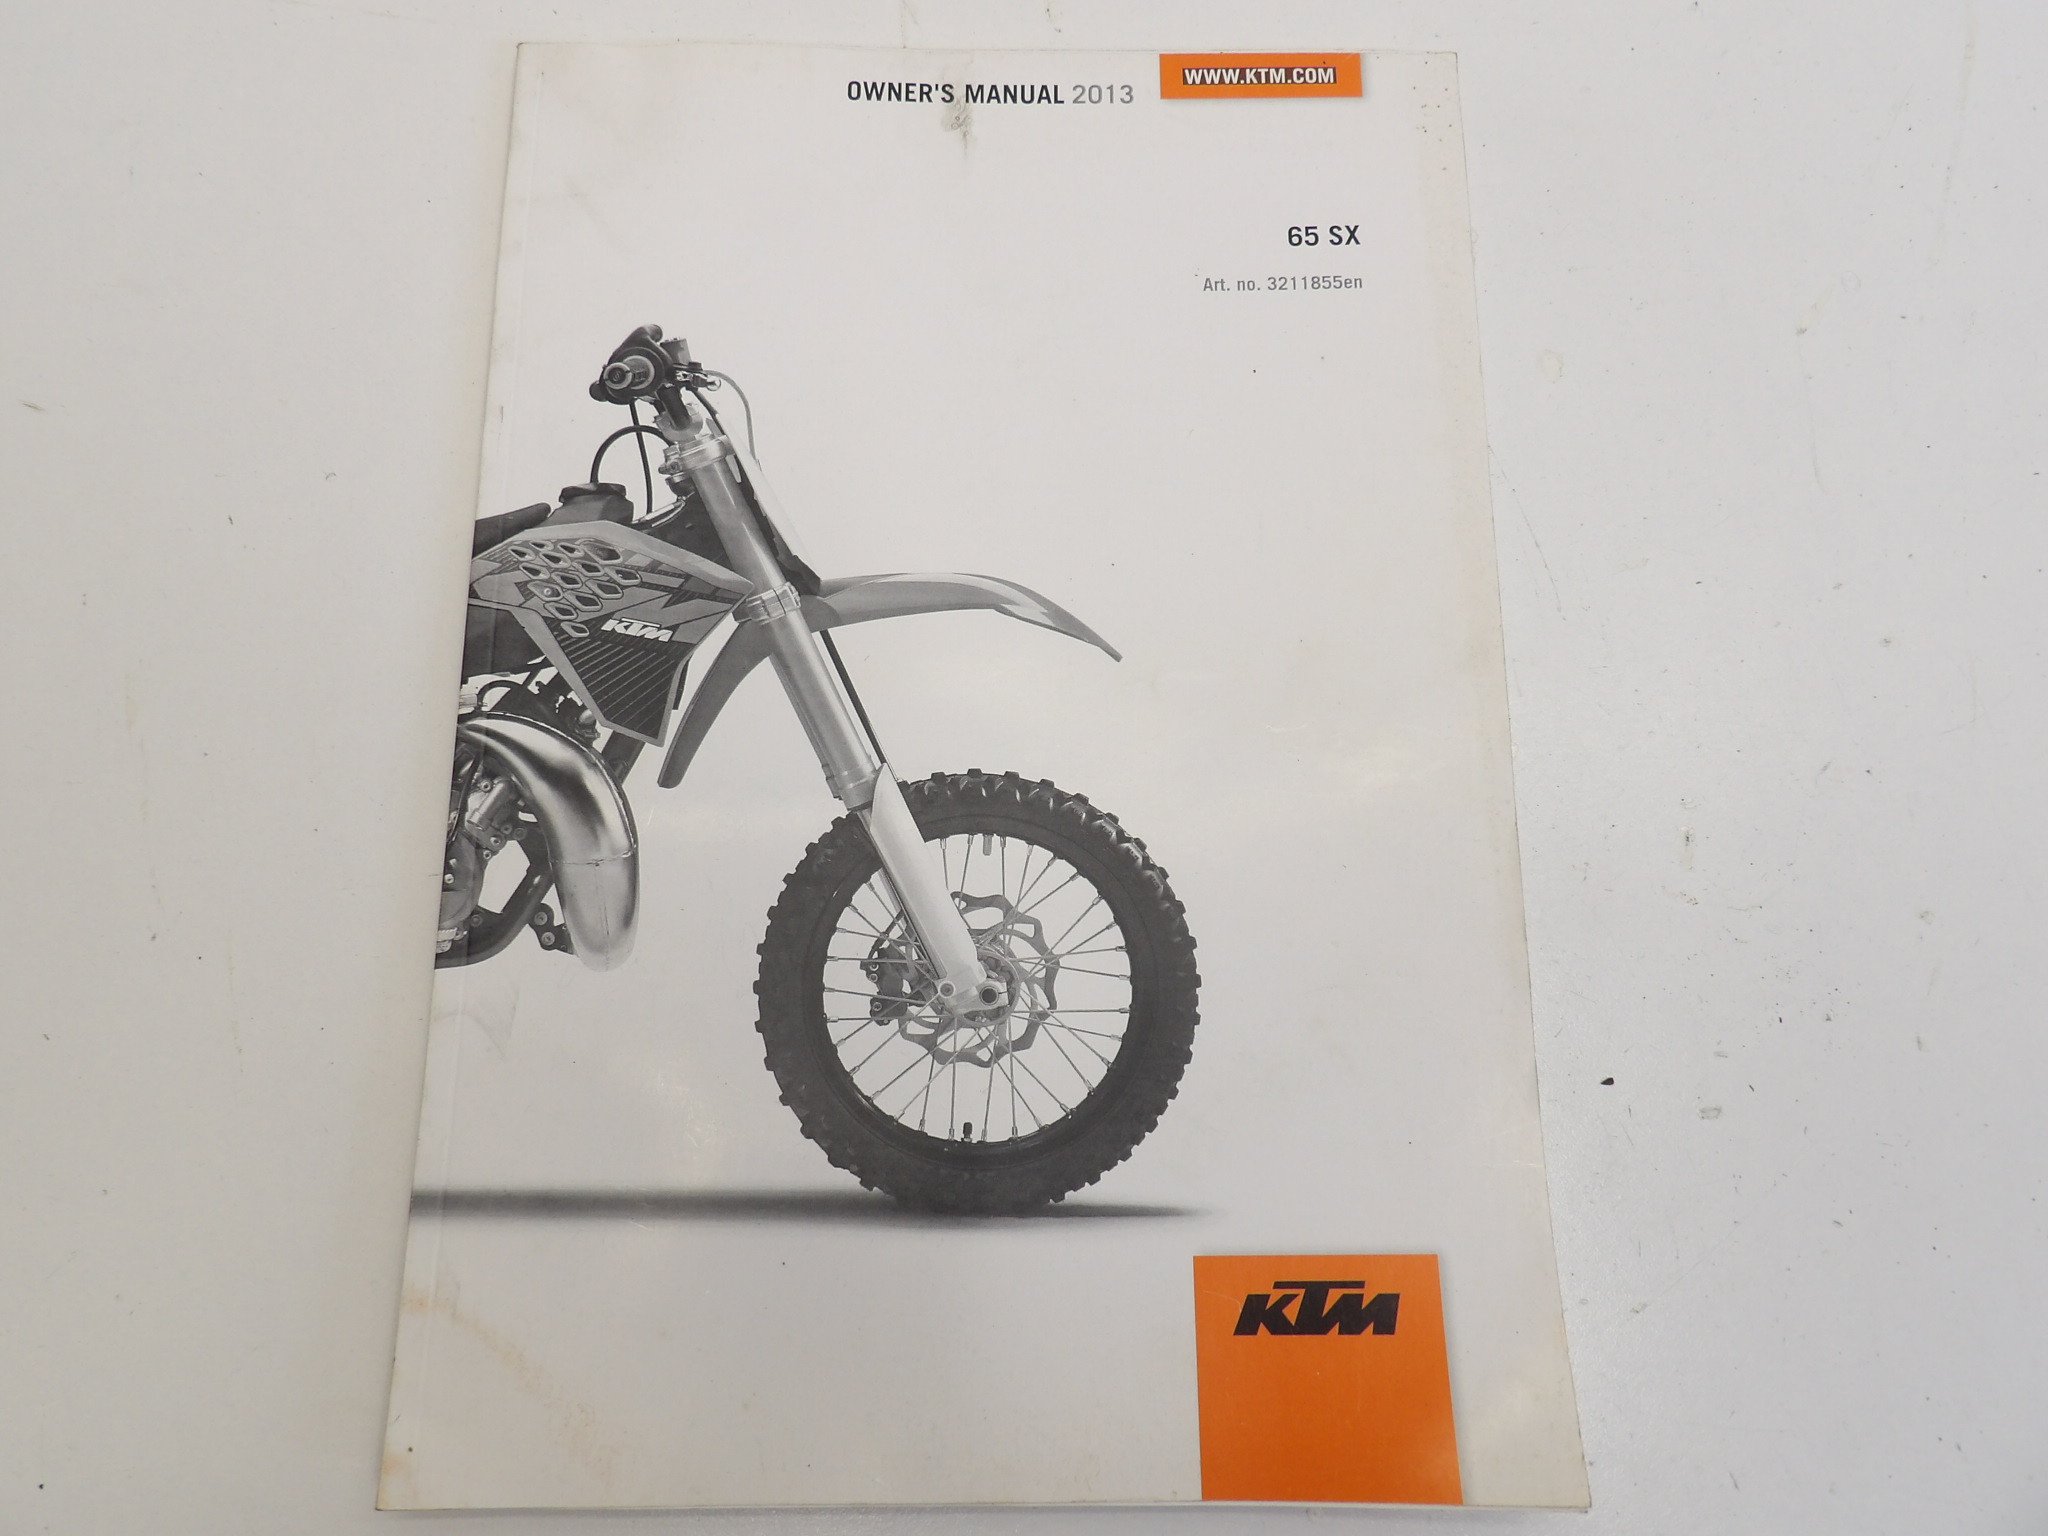 OWNER'S MANUAL 2013
WWW.KTM.COM
65 SX
Art. no. 3211855en
KTM
KTM